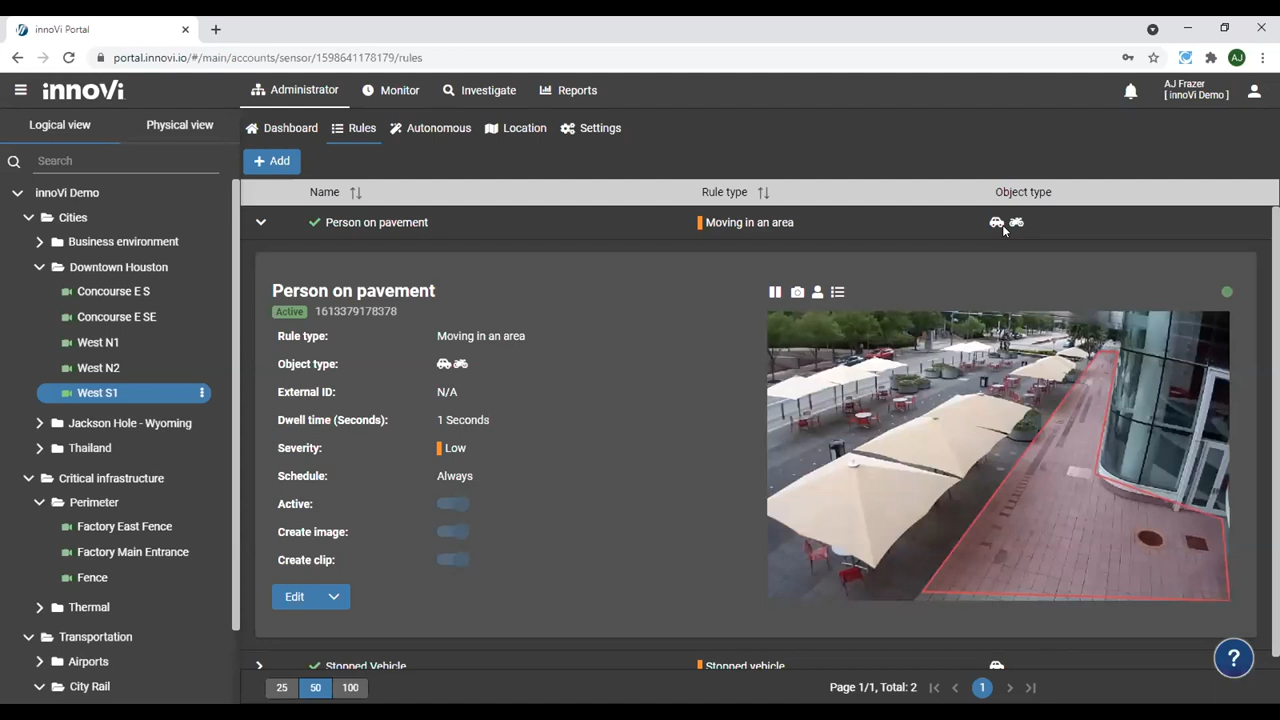 innoVi Portal
portal.innovi.io/#/main/accounts/sensor/1598641178179/rules
AJ
innoVi
Administrator
Monitor
Investigate
Reports
AJ Frazer
[ innoVi Demo ]
Logical view
Physical view
Dashboard
Rules
Autonomous
Location
Settings
Search
+ Add
Name
Rule type
Object type
innoVi Demo
Cities
Business environment
Downtown Houston
Concourse E S
Concourse E SE
West N1
West N2
West S1
Jackson Hole - Wyoming
Thailand
Critical infrastructure
Perimeter
Factory East Fence
Factory Main Entrance
Fence
Thermal
Transportation
Airports
City Rail
Person on pavement
Moving in an area
Person on pavement
Active 1613379178378
Rule type: Moving in an area
Object type:
External ID: N/A
Dwell time (Seconds): 1 Seconds
Severity: Low
Schedule: Always
Active:
Create image:
Create clip:
Edit
Stopped Vehicle
Stopped vehicle
25 50 100
Page 1/1, Total: 2
1
?